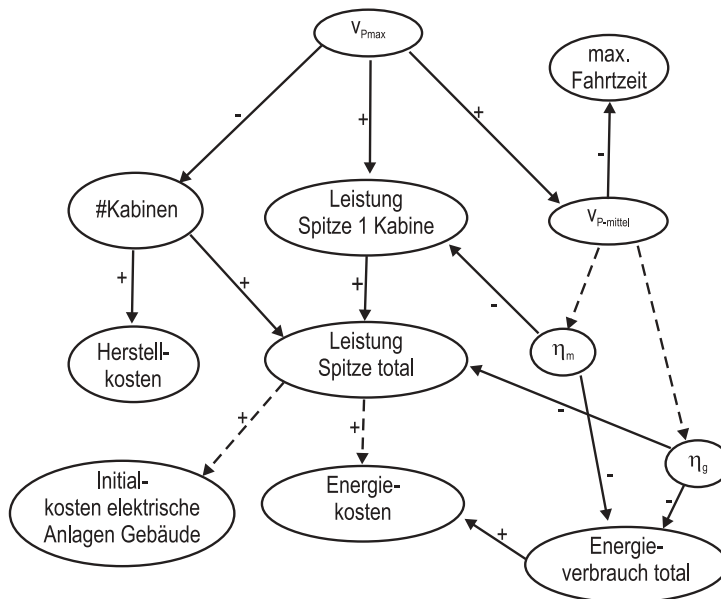 v_Pmax
max.
Fahrtzeit
-
+
+
-
#Kabinen
Leistung
Spitze 1 Kabine
v_P-mittel
+
+
+
-
Herstell-
kosten
Leistung
Spitze total
η_m
+
+
-
-
η_g
-
Initial-
kosten elektrische
Anlagen Gebäude
Energie-
kosten
+
Energie-
verbrauch total